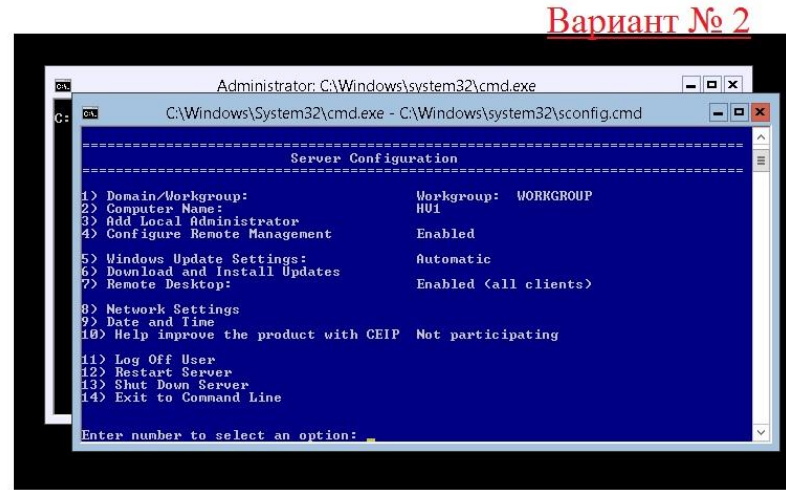 Вариант № 2
Administrator: C:\Windows\system32\cmd.exe
C:
C:\Windows\System32\cmd.exe - C:\Windows\system32\sconfig.cmd
===============================================================================
Server Configuration
===============================================================================
1) Domain/Workgroup: Workgroup: WORKGROUP
2) Computer Name: HV1
3) Add Local Administrator
4) Configure Remote Management Enabled
5) Windows Update Settings: Automatic
6) Download and Install Updates
7) Remote Desktop: Enabled (all clients)
8) Network Settings
9) Date and Time
10) Help improve the product with CEIP Not participating
11) Log Off User
12) Restart Server
13) Shut Down Server
14) Exit to Command Line
Enter number to select an option: _